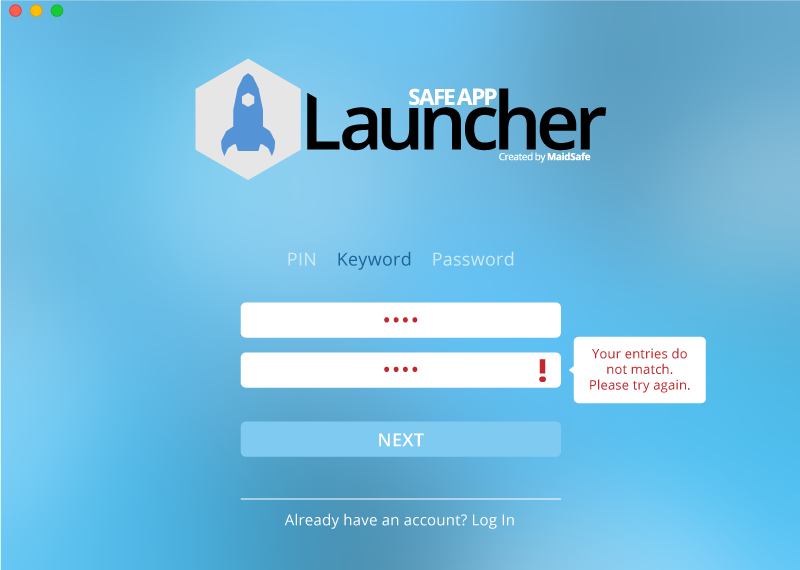 SAFE APP
Launcher
Created by MaidSafe
PIN Keyword Password
••••
••••
!
Your entries do
not match.
Please try again.
NEXT
Already have an account? Log In